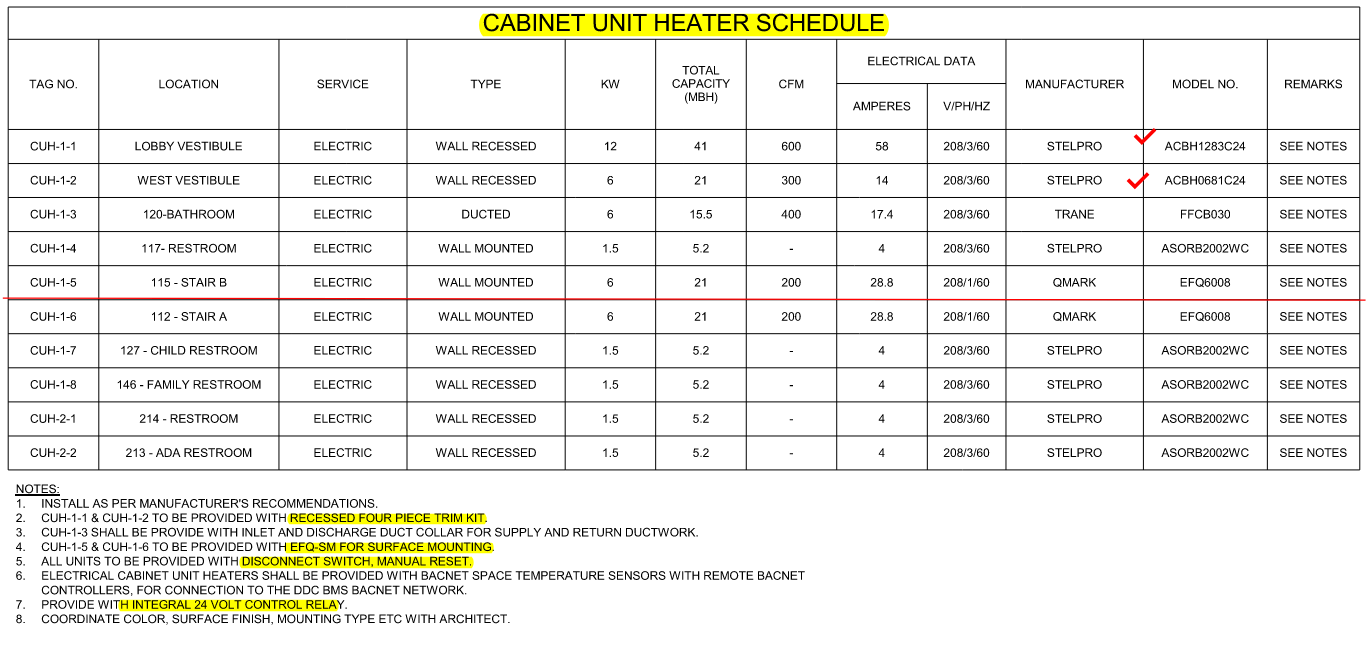 CABINET UNIT HEATER SCHEDULE
TAG NO. LOCATION SERVICE TYPE KW TOTAL CAPACITY (MBH) CFM ELECTRICAL DATA AMPERES V/PH/HZ MANUFACTURER MODEL NO. REMARKS
CUH-1-1 LOBBY VESTIBULE ELECTRIC WALL RECESSED 12 41 600 58 208/3/60 STELPRO ACBH1283C24 SEE NOTES
CUH-1-2 WEST VESTIBULE ELECTRIC WALL RECESSED 6 21 300 14 208/3/60 STELPRO ACBH0681C24 SEE NOTES
CUH-1-3 120-BATHROOM ELECTRIC DUCTED 6 15.5 400 17.4 208/3/60 TRANE FFCB030 SEE NOTES
CUH-1-4 117- RESTROOM ELECTRIC WALL MOUNTED 1.5 5.2 - 4 208/3/60 STELPRO ASORB2002WC SEE NOTES
CUH-1-5 115 - STAIR B ELECTRIC WALL MOUNTED 6 21 200 28.8 208/1/60 QMARK EFQ6008 SEE NOTES
CUH-1-6 112 - STAIR A ELECTRIC WALL MOUNTED 6 21 200 28.8 208/1/60 QMARK EFQ6008 SEE NOTES
CUH-1-7 127 - CHILD RESTROOM ELECTRIC WALL RECESSED 1.5 5.2 - 4 208/3/60 STELPRO ASORB2002WC SEE NOTES
CUH-1-8 146 - FAMILY RESTROOM ELECTRIC WALL RECESSED 1.5 5.2 - 4 208/3/60 STELPRO ASORB2002WC SEE NOTES
CUH-2-1 214 - RESTROOM ELECTRIC WALL RECESSED 1.5 5.2 - 4 208/3/60 STELPRO ASORB2002WC SEE NOTES
CUH-2-2 213 - ADA RESTROOM ELECTRIC WALL RECESSED 1.5 5.2 - 4 208/3/60 STELPRO ASORB2002WC SEE NOTES
NOTES:
1. INSTALL AS PER MANUFACTURER'S RECOMMENDATIONS.
2. CUH-1-1 & CUH-1-2 TO BE PROVIDED WITH RECESSED FOUR PIECE TRIM KIT.
3. CUH-1-3 SHALL BE PROVIDE WITH INLET AND DISCHARGE DUCT COLLAR FOR SUPPLY AND RETURN DUCTWORK.
4. CUH-1-5 & CUH-1-6 TO BE PROVIDED WITH EFQ-SM FOR SURFACE MOUNTING.
5. ALL UNITS TO BE PROVIDED WITH DISCONNECT SWITCH, MANUAL RESET.
6. ELECTRICAL CABINET UNIT HEATERS SHALL BE PROVIDED WITH BACNET SPACE TEMPERATURE SENSORS WITH REMOTE BACNET
CONTROLLERS, FOR CONNECTION TO THE DDC BMS BACNET NETWORK.
7. PROVIDE WITH INTEGRAL 24 VOLT CONTROL RELAY.
8. COORDINATE COLOR, SURFACE FINISH, MOUNTING TYPE ETC WITH ARCHITECT.